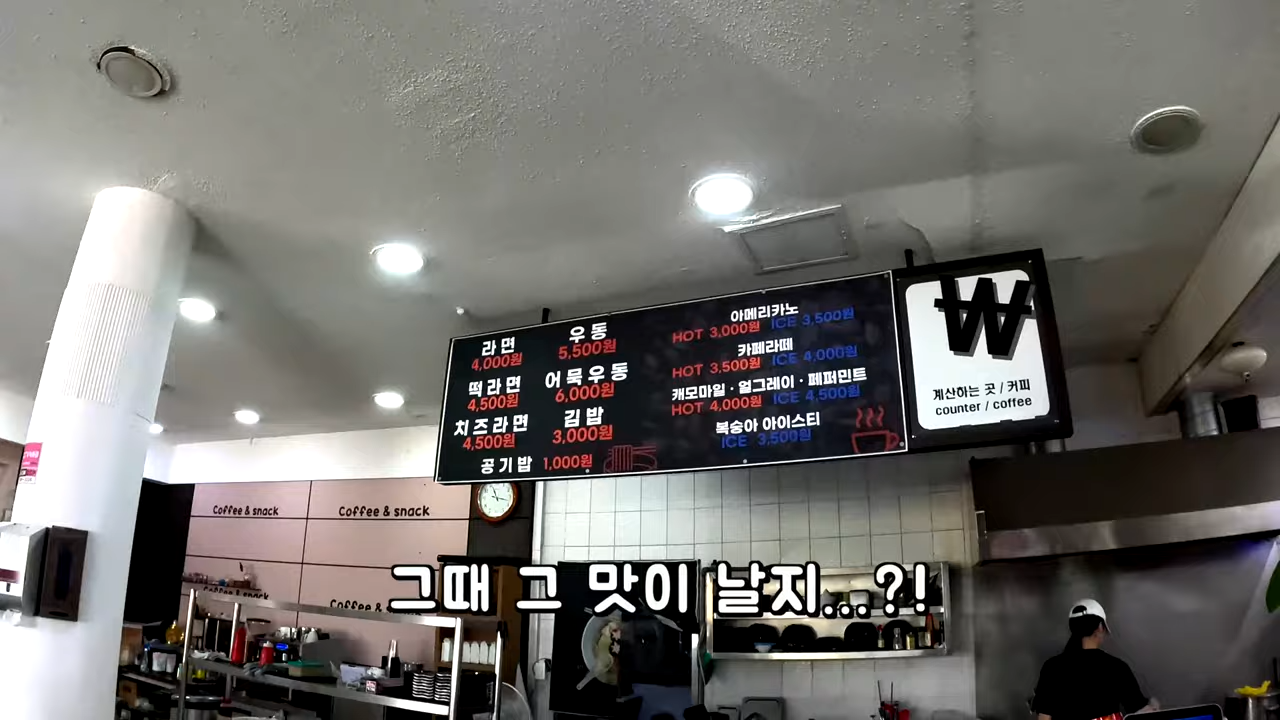 라면
4,000원
떡라면
4,500원
치즈라면
4,500원
공기밥 1,000원
우동
5,500원
어묵우동
6,000원
김밥
3,000원
아메리카노
HOT 3,000원 ICE 3,500원
카페라떼
HOT 3,500원 ICE 4,000원
캐모마일 · 얼그레이 · 페퍼민트
HOT 4,000원 ICE 4,500원
복숭아 아이스티
ICE 3,500원
₩
계산하는 곳 / 커피
counter / coffee
Coffee & snack
Coffee & snack
Coffee & snack
Coffee &
그때 그 맛이 날지...?!